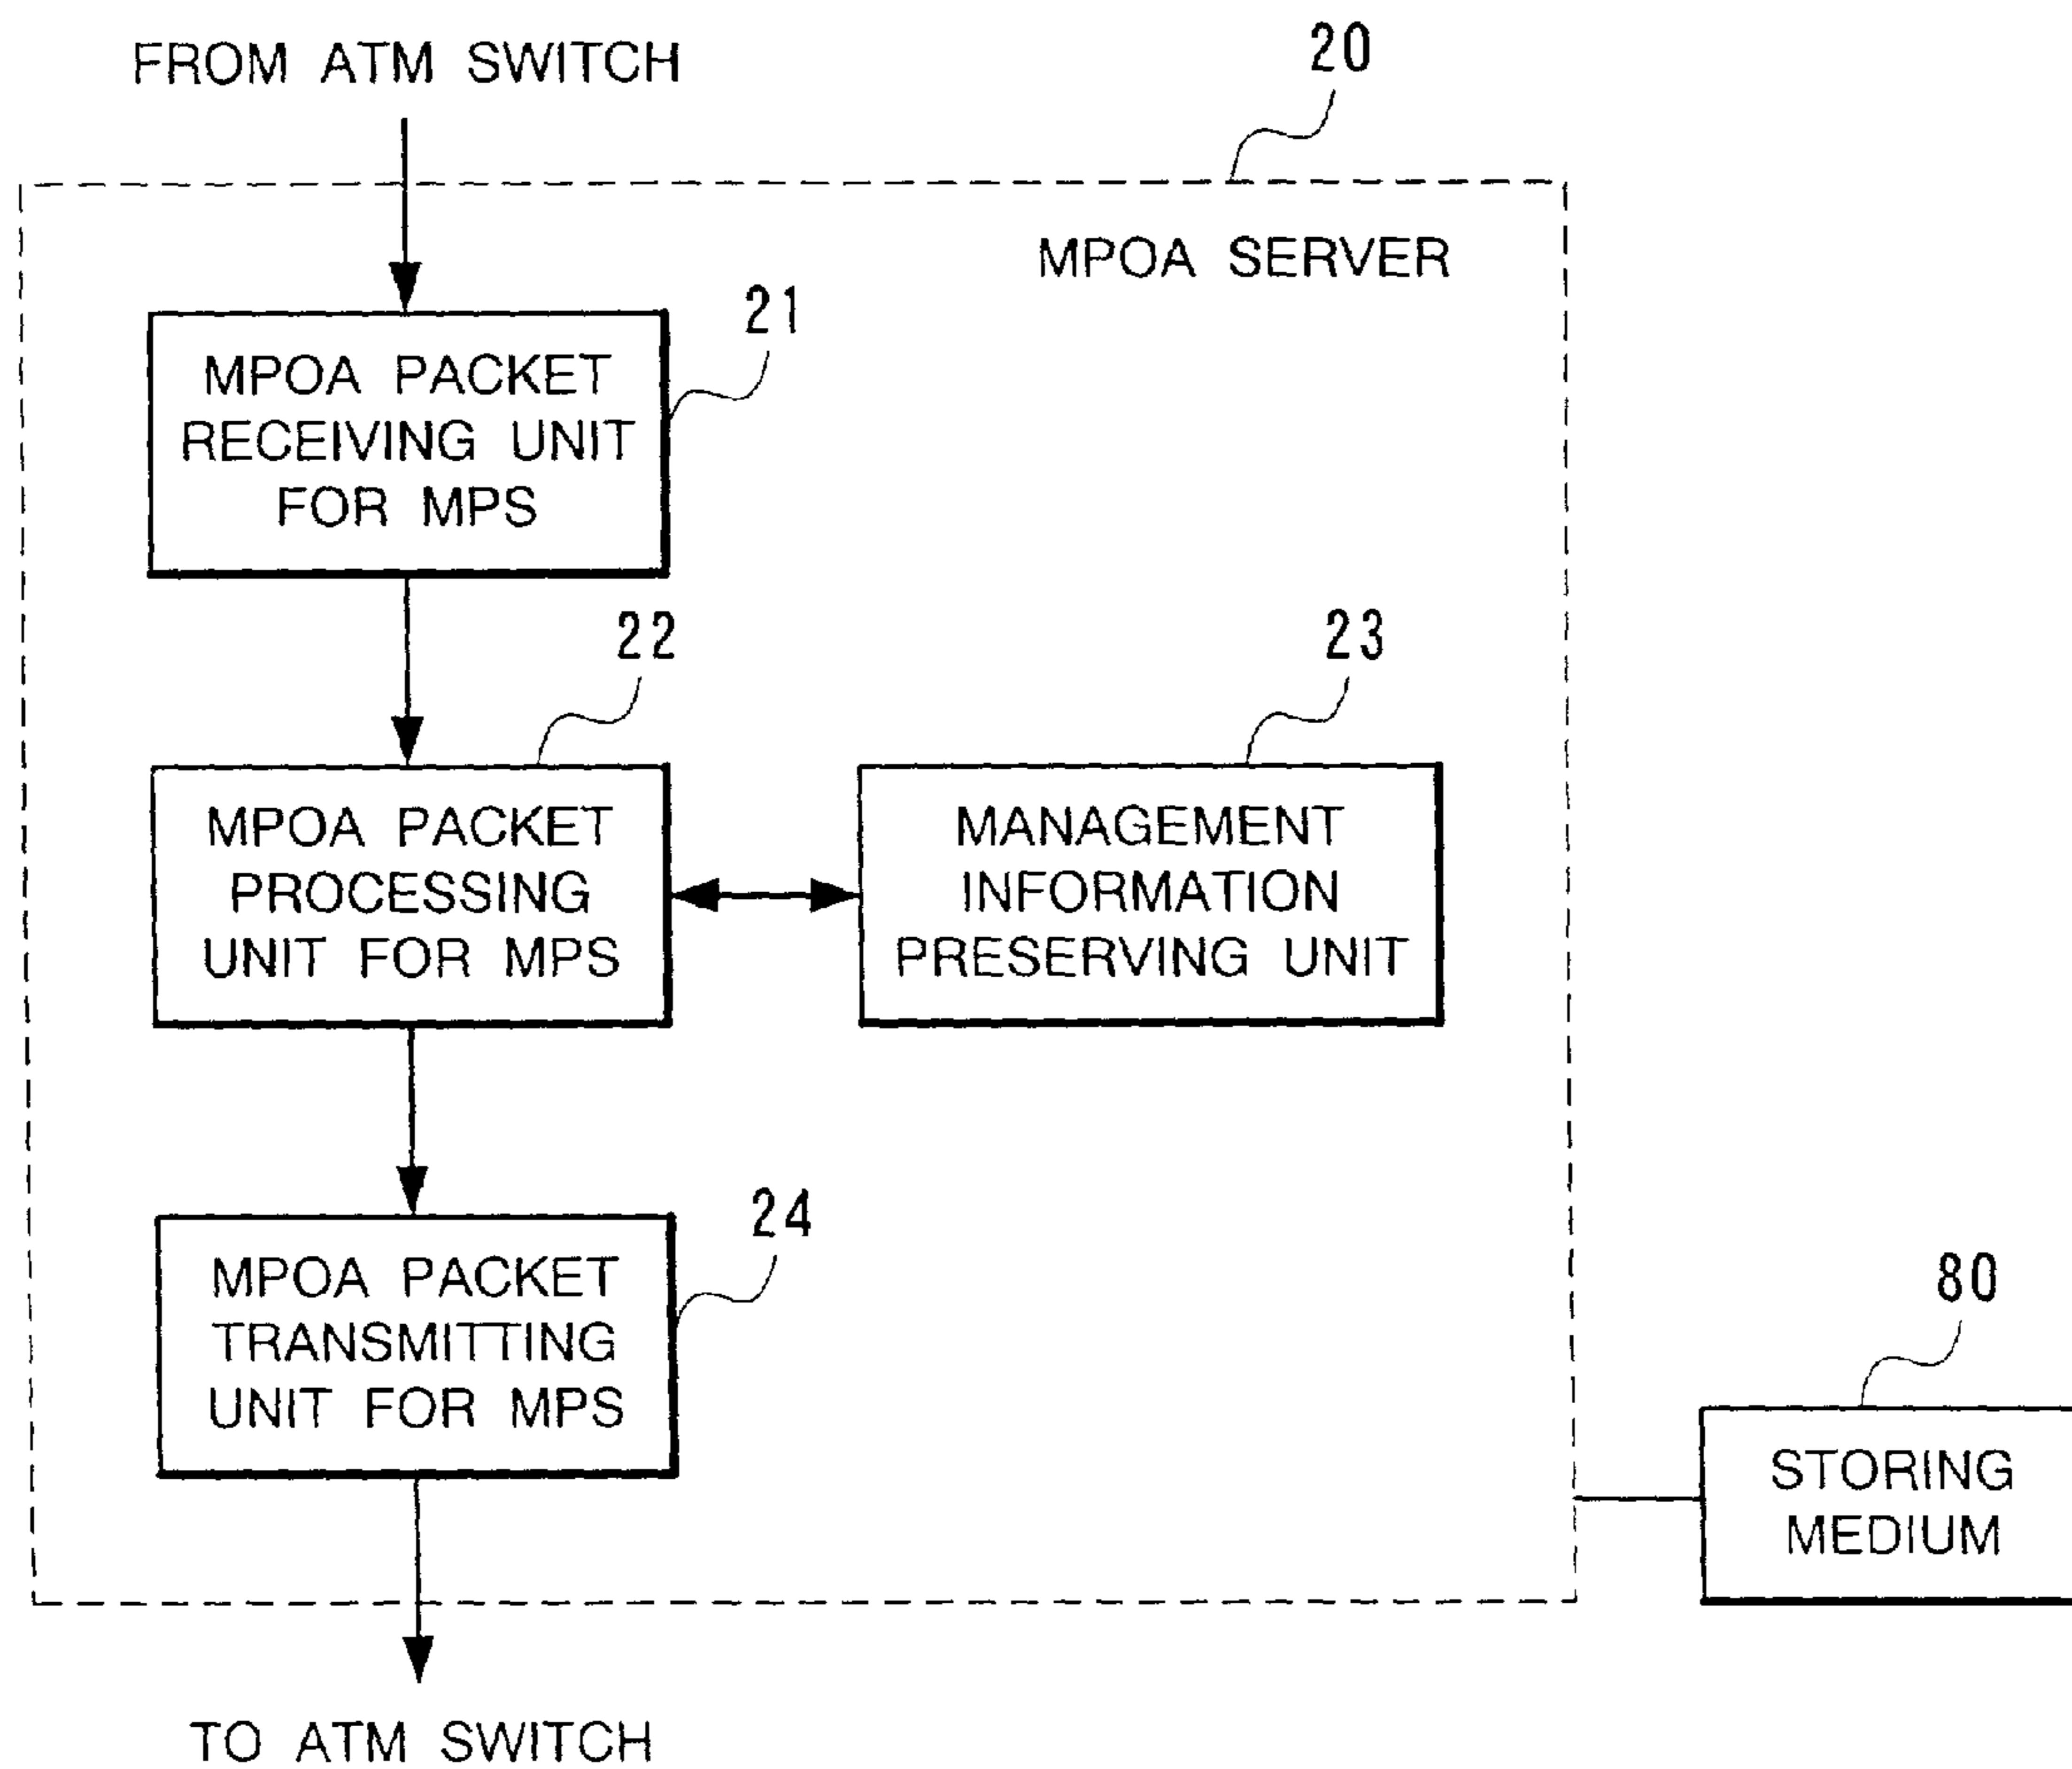 FROM ATM SWITCH
20
MPOA SERVER
21
MPOA PACKET
RECEIVING UNIT
FOR MPS
22
23
MPOA PACKET
PROCESSING
UNIT FOR MPS
MANAGEMENT
INFORMATION
PRESERVING UNIT
24
MPOA PACKET
TRANSMITTING
UNIT FOR MPS
80
STORING
MEDIUM
TO ATM SWITCH